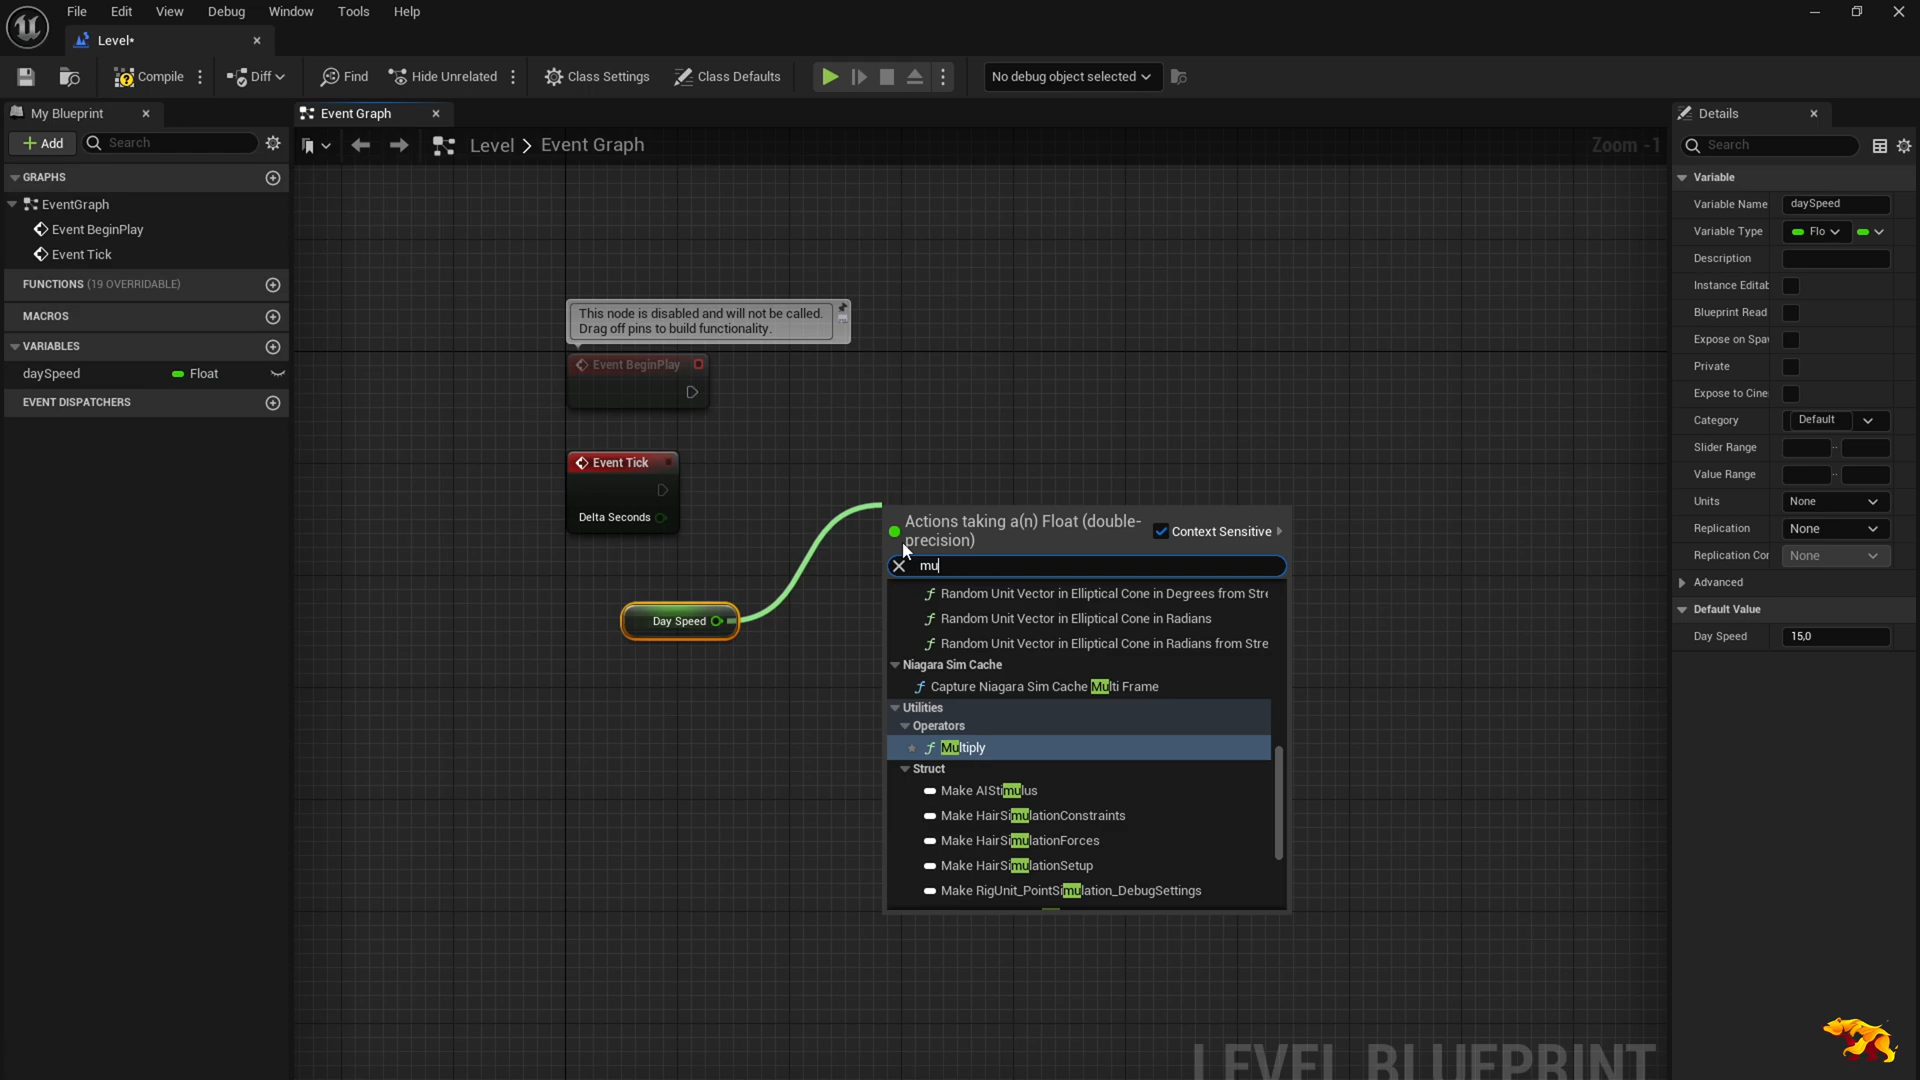 File Edit View Debug Window Tools Help
Level•
Compile Diff Find Hide Unrelated Class Settings Class Defaults No debug object selected
My Blueprint Event Graph Details
Add Search Level > Event Graph Zoom -1 Search
GRAPHS
EventGraph
Event BeginPlay
Event Tick
FUNCTIONS (19 OVERRIDABLE)
MACROS
VARIABLES
daySpeed Float
EVENT DISPATCHERS
This node is disabled and will not be called.
Drag off pins to build functionality.
Event BeginPlay
Event Tick
Delta Seconds
Day Speed
Actions taking a(n) Float (double-
precision)
Context Sensitive
mu
Random Unit Vector in Elliptical Cone in Degrees from Stre
Random Unit Vector in Elliptical Cone in Radians
Random Unit Vector in Elliptical Cone in Radians from Stre
Niagara Sim Cache
Capture Niagara Sim Cache Multi Frame
Utilities
Operators
Multiply
Struct
Make AIStimulus
Make HairSimulationConstraints
Make HairSimulationForces
Make HairSimulationSetup
Make RigUnit_PointSimulation_DebugSettings
LEVEL BLUEPRINT
Variable
Variable Name daySpeed
Variable Type Flo
Description
Instance Editab
Blueprint Read
Expose on Spaw
Private
Expose to Cine
Category Default
Slider Range
Value Range
Units None
Replication None
Replication Cor None
Advanced
Default Value
Day Speed 15,0